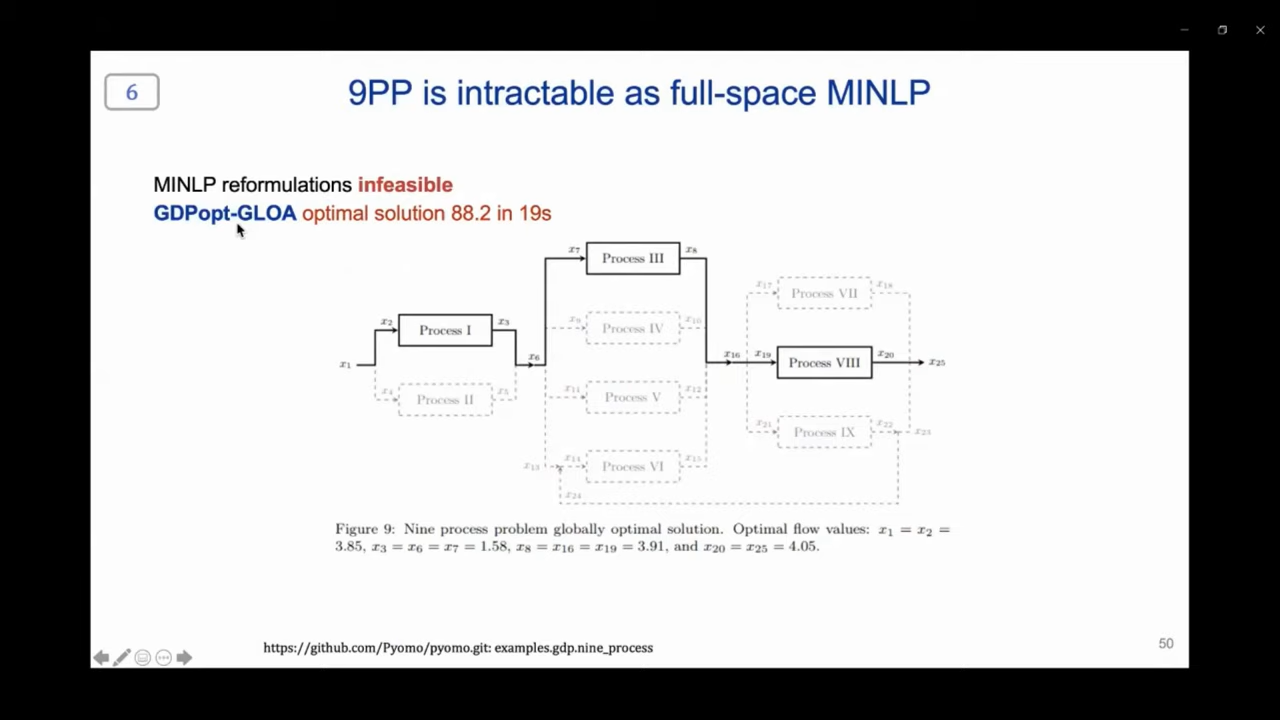 6
9PP is intractable as full-space MINLP
MINLP reformulations infeasible
GDPopt-GLOA optimal solution 88.2 in 19s
x7 Process III x8
x17 Process VII x18
x2 Process I x3
x9 Process IV x10
x1
x6
x16 x19 Process VIII x20 x25
x4 Process II x5
x11 Process V x12
x21 Process IX x22 x23
x13 x14 Process VI x15
x24
Figure 9: Nine process problem globally optimal solution. Optimal flow values: x1 = x2 =
3.85, x3 = x6 = x7 = 1.58, x8 = x16 = x19 = 3.91, and x20 = x25 = 4.05.
https://github.com/Pyomo/pyomo.git: examples.gdp.nine_process
50